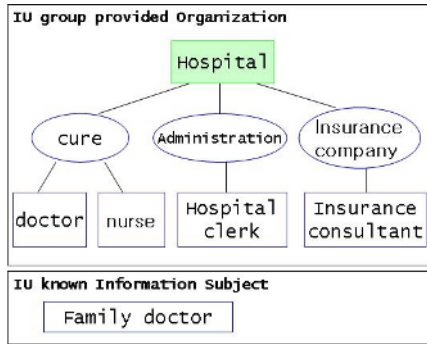 IU group provided Organization
Hospital
cure
Administration
Insurance
company
doctor
nurse
Hospital
clerk
Insurance
consultant
IU known Information Subject
Family doctor